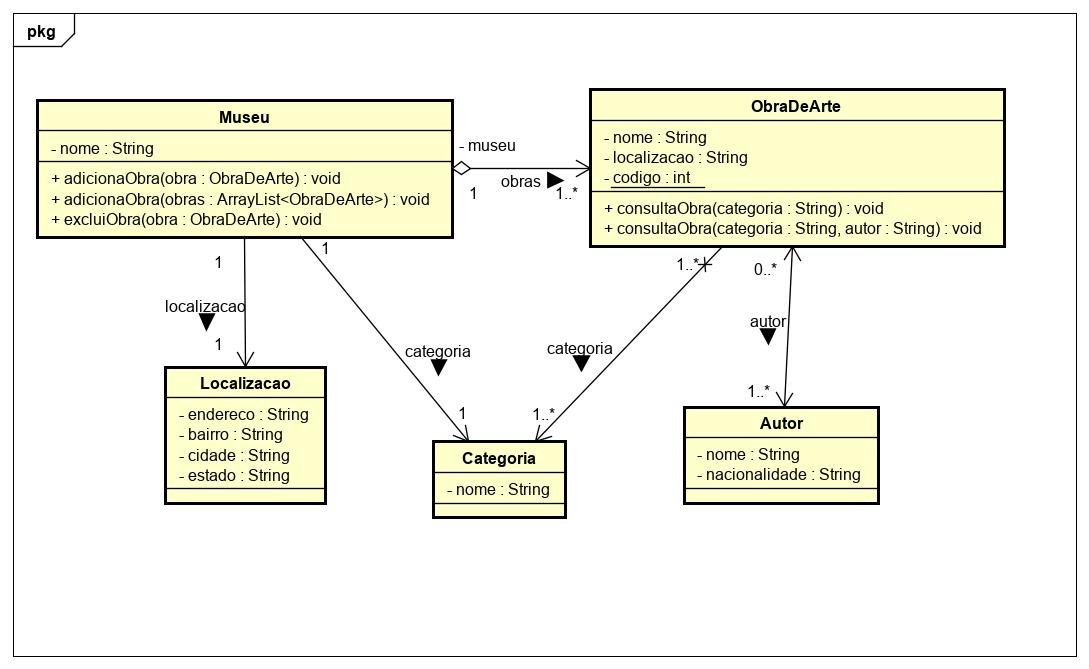 pkg
Museu
- nome : String
+ adicionaObra(obra : ObraDeArte) : void
+ adicionaObra(obras : ArrayList<ObraDeArte>) : void
+ excluiObra(obra : ObraDeArte) : void
- museu
obras
1
1..*
ObraDeArte
- nome : String
- localizacao : String
- codigo : int
+ consultaObra(categoria : String) : void
+ consultaObra(categoria : String, autor : String) : void
1
localizacao
1
1
categoria
1
1..*
categoria
1..*
0..*
autor
1..*
Localizacao
- endereco : String
- bairro : String
- cidade : String
- estado : String
Categoria
- nome : String
Autor
- nome : String
- nacionalidade : String